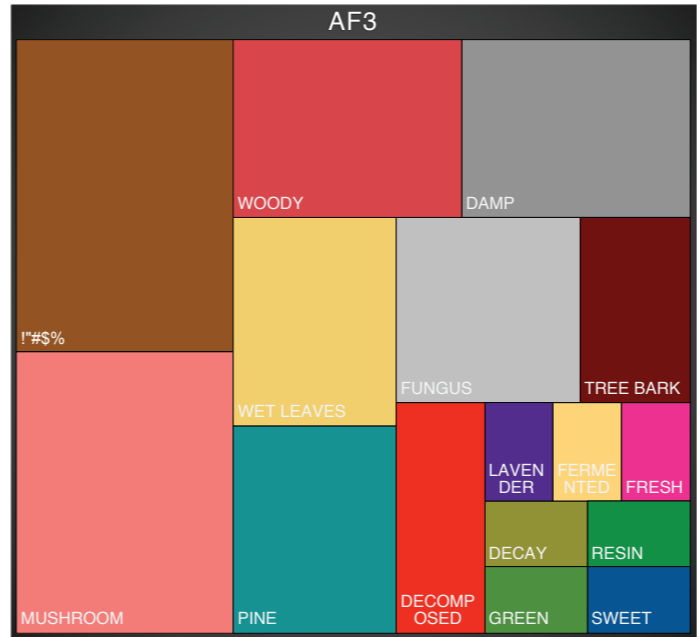 AF3
WOODY
DAMP
!"#$%
WET LEAVES
FUNGUS
TREE BARK
LAVEN
DER
FERME
NTED
FRESH
DECAY
RESIN
MUSHROOM
PINE
DECOMP
OSED
GREEN
SWEET